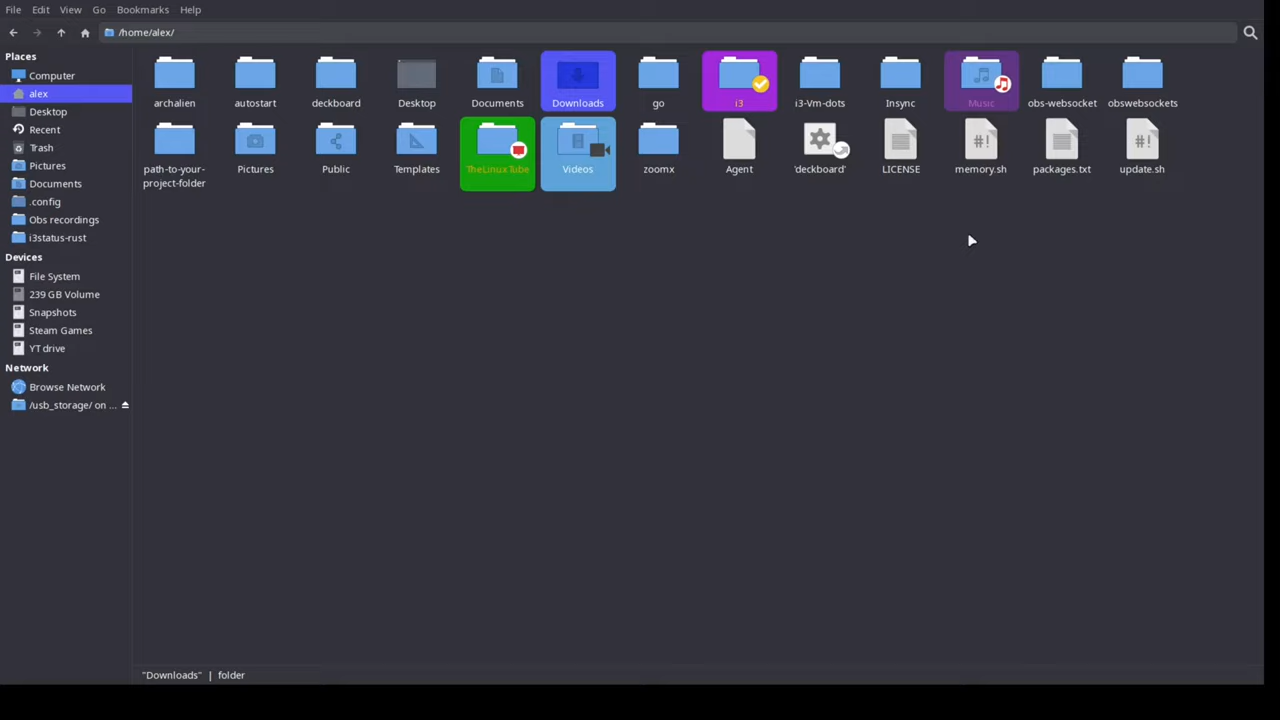 File Edit View Go Bookmarks Help
/home/alex/
Places
Computer
alex
Desktop
Recent
Trash
Pictures
Documents
.config
Obs recordings
i3status-rust
Devices
File System
239 GB Volume
Snapshots
Steam Games
YT drive
Network
Browse Network
/usb_storage/ on ...
archalien autostart deckboard Desktop Documents Downloads go i3 i3-Vm-dots Insync Music obs-websocket obswebsockets
path-to-your-project-folder Pictures Public Templates TheLinuxTube Videos zoomx Agent 'deckboard' LICENSE memory.sh packages.txt update.sh
#! #!
"Downloads" | folder